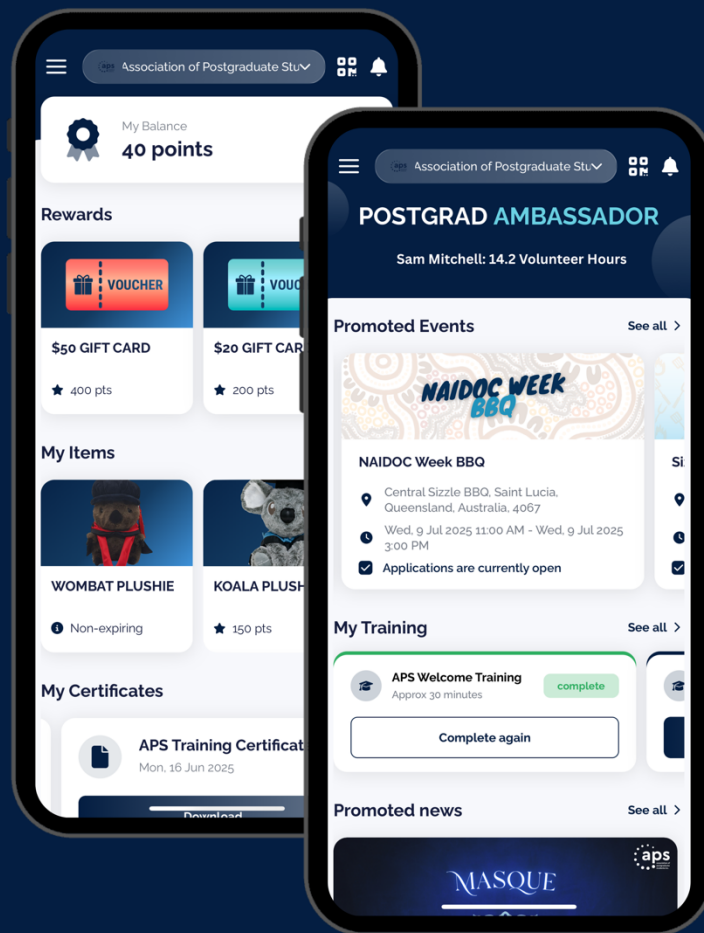 aps Association of Postgraduate Stu
My Balance
40 points
Rewards
VOUCHER
$50 GIFT CARD
400 pts
VOUC
$20 GIFT CAR
200 pts
My Items
WOMBAT PLUSHIE
Non-expiring
KOALA PLUSH
150 pts
My Certificates
APS Training Certificat
Mon, 16 Jun 2025
Download
aps Association of Postgraduate Stu
POSTGRAD AMBASSADOR
Sam Mitchell: 14.2 Volunteer Hours
Promoted Events
See all
NAIDOC WEEK
BBQ
NAIDOC Week BBQ
Central Sizzle BBQ, Saint Lucia,
Queensland, Australia, 4067
Wed, 9 Jul 2025 11:00 AM - Wed, 9 Jul 2025
3:00 PM
Applications are currently open
Si
My Training
See all
APS Welcome Training
Approx 30 minutes
complete
Complete again
Promoted news
See all
aps
MASQUE